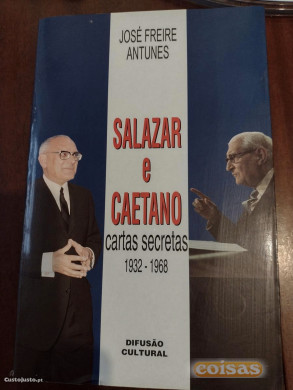 JOSÉ FREIRE
ANTUNES
SALAZAR
e
CAETANO
cartas secretas
1932 - 1968
DIFUSÃO
CULTURAL
Custojusto.pt
coisas